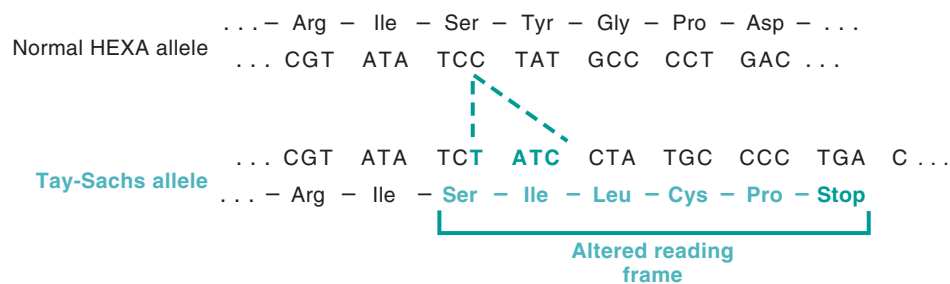 . . . – Arg – Ile – Ser – Tyr – Gly – Pro – Asp – . . .
Normal HEXA allele
. . . CGT ATA TCC TAT GCC CCT GAC . . .
. . . CGT ATA TCT ATC CTA TGC CCC TGA C . . .
Tay-Sachs allele
. . . – Arg – Ile – Ser – Ile – Leu – Cys – Pro – Stop
Altered reading
frame